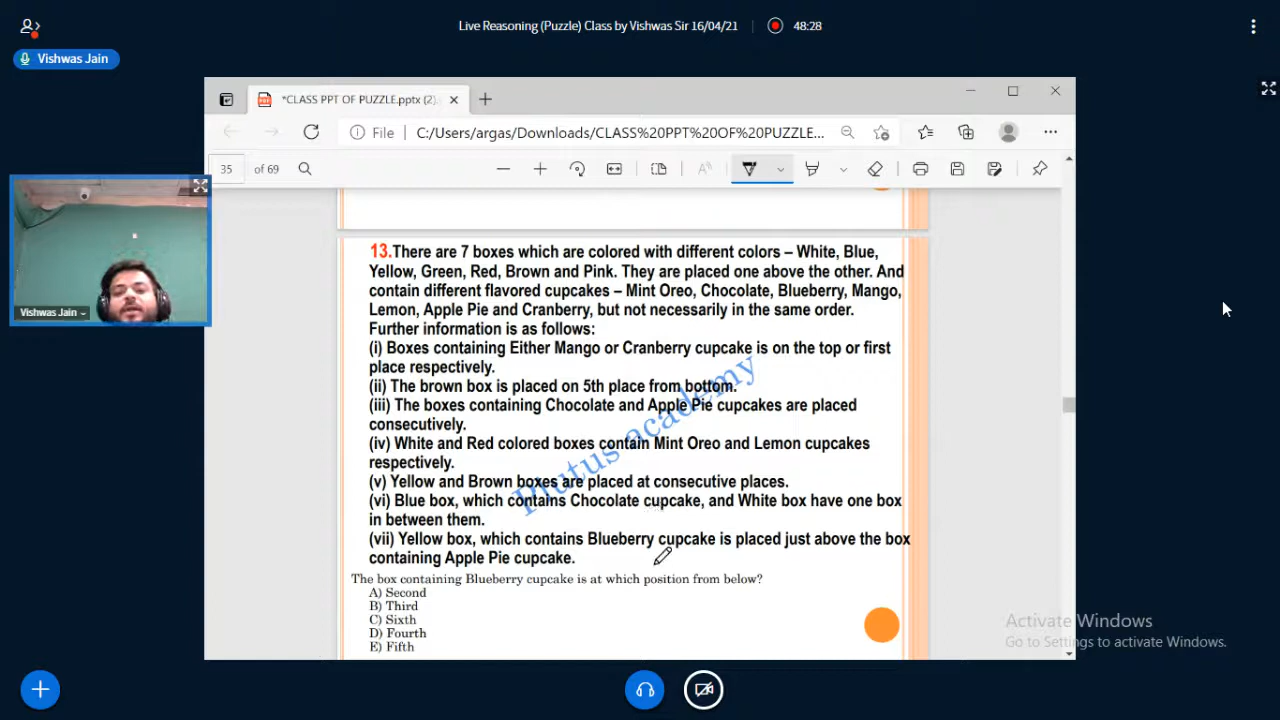 Live Reasoning (Puzzle) Class by Vishwas Sir 16/04/21
48:28
Vishwas Jain
*CLASS PPT OF PUZZLE.pptx (2).
File
C:/Users/argas/Downloads/CLASS%20PPT%20OF%20PUZZLE...
35
of 69
13.There are 7 boxes which are colored with different colors – White, Blue,
Yellow, Green, Red, Brown and Pink. They are placed one above the other. And
contain different flavored cupcakes – Mint Oreo, Chocolate, Blueberry, Mango,
Lemon, Apple Pie and Cranberry, but not necessarily in the same order.
Further information is as follows:
(i) Boxes containing Either Mango or Cranberry cupcake is on the top or first
place respectively.
(ii) The brown box is placed on 5th place from bottom.
(iii) The boxes containing Chocolate and Apple Pie cupcakes are placed
consecutively.
(iv) White and Red colored boxes contain Mint Oreo and Lemon cupcakes
respectively.
(v) Yellow and Brown boxes are placed at consecutive places.
(vi) Blue box, which contains Chocolate cupcake, and White box have one box
in between them.
(vii) Yellow box, which contains Blueberry cupcake is placed just above the box
containing Apple Pie cupcake.
Prutus academy
The box containing Blueberry cupcake is at which position from below?
A) Second
B) Third
C) Sixth
D) Fourth
E) Fifth
Vishwas Jain
Activate Windows
Go to Settings to activate Windows.